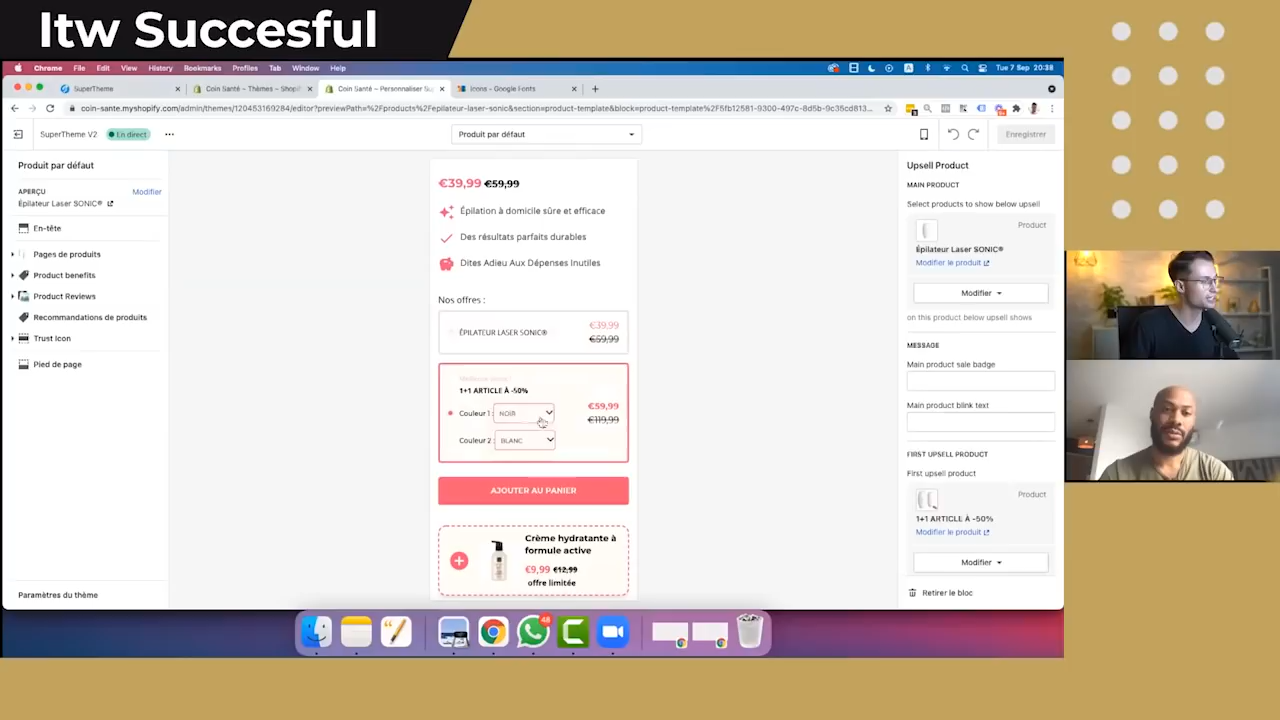 Itw Succesful
Chrome File Edit View History Bookmarks Profiles Tab Window Help
Tue 7 Sep 20:38
SuperTheme
Coin Santé – Thèmes – Shopif
Coin Santé – Personnaliser Su
Icons - Google Fonts
coin-sante.myshopify.com/admin/themes/120453169284/editor?previewPath=%2Fproducts%2Fepilateur-laser-sonic&section=product-template&block=product-template%2F5fb12581-9300-497c-8d5b-9c35cd813...
SuperTheme V2
En direct
Produit par défaut
Enregistrer
Produit par défaut
APERÇU
Modifier
Épilateur Laser SONIC®
En-tête
Pages de produits
Product benefits
Product Reviews
Recommandations de produits
Trust Icon
Pied de page
Paramètres du thème
€39,99 €59,99
Épilation à domicile sûre et efficace
Des résultats parfaits durables
Dites Adieu Aux Dépenses Inutiles
Nos offres :
ÉPILATEUR LASER SONIC®
€39,99
€59,99
1+1 ARTICLE À -50%
Couleur 1 : NOIR
€59,99
€119,99
Couleur 2 : BLANC
AJOUTER AU PANIER
Crème hydratante à
formule active
€9,99 €12,99
offre limitée
Upsell Product
MAIN PRODUCT
Select products to show below upsell
Product
Épilateur Laser SONIC®
Modifier le produit
Modifier
on this product below upsell shows
MESSAGE
Main product sale badge
Main product blink text
FIRST UPSELL PRODUCT
First upsell product
Product
1+1 ARTICLE À -50%
Modifier le produit
Modifier
Retirer le bloc